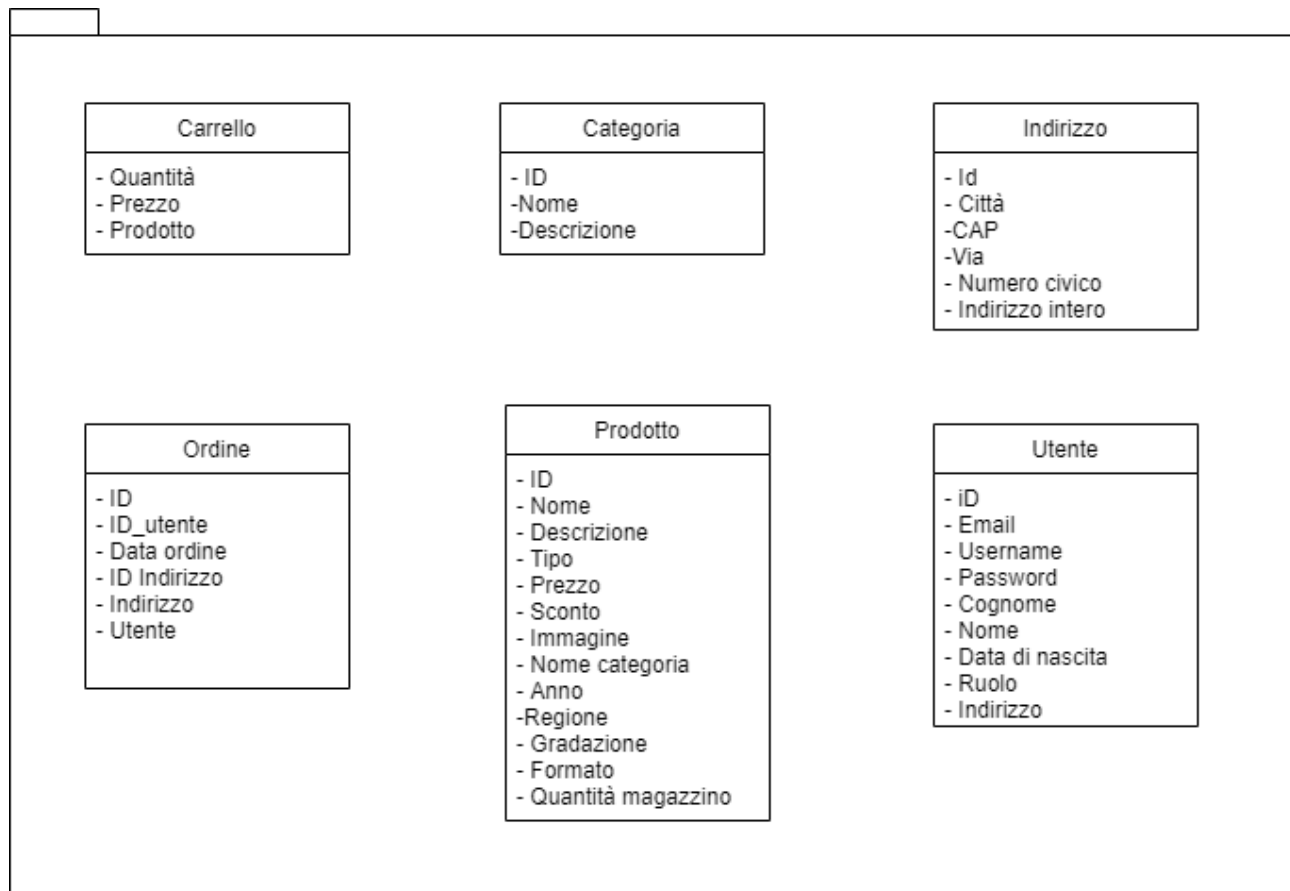 Carrello
- Quantità
- Prezzo
- Prodotto
Categoria
- ID
-Nome
-Descrizione
Indirizzo
- Id
- Città
-CAP
-Via
- Numero civico
- Indirizzo intero
Ordine
- ID
- ID_utente
- Data ordine
- ID Indirizzo
- Indirizzo
- Utente
Prodotto
- ID
- Nome
- Descrizione
- Tipo
- Prezzo
- Sconto
- Immagine
- Nome categoria
- Anno
-Regione
- Gradazione
- Formato
- Quantità magazzino
Utente
- iD
- Email
- Username
- Password
- Cognome
- Nome
- Data di nascita
- Ruolo
- Indirizzo